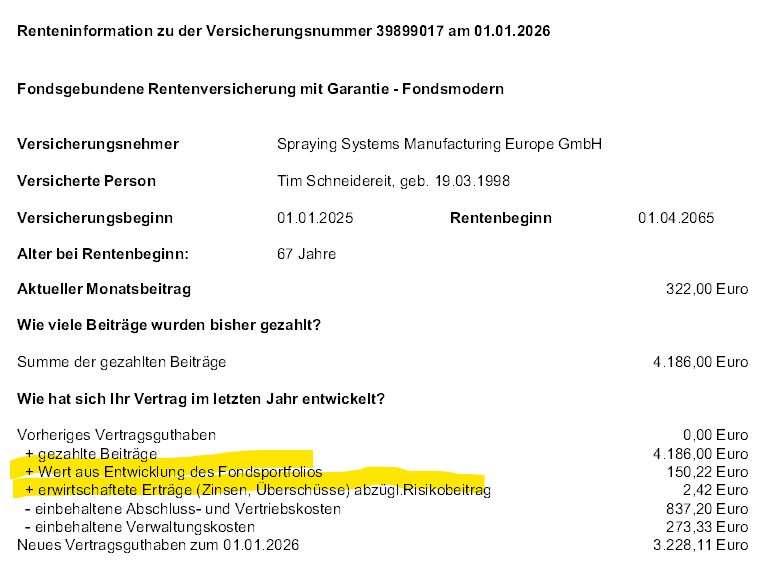 Renteninformation zu der Versicherungsnummer 39899017 am 01.01.2026
Fondsgebundene Rentenversicherung mit Garantie - Fondsmodern
Versicherungsnehmer Spraying Systems Manufacturing Europe GmbH
Versicherte Person Tim Schneidereit, geb. 19.03.1998
Versicherungsbeginn 01.01.2025 Rentenbeginn 01.04.2065
Alter bei Rentenbeginn: 67 Jahre
Aktueller Monatsbeitrag 322,00 Euro
Wie viele Beiträge wurden bisher gezahlt?
Summe der gezahlten Beiträge 4.186,00 Euro
Wie hat sich Ihr Vertrag im letzten Jahr entwickelt?
Vorheriges Vertragsguthaben 0,00 Euro
+ gezahlte Beiträge 4.186,00 Euro
+ Wert aus Entwicklung des Fondsportfolios 150,22 Euro
+ erwirtschaftete Erträge (Zinsen, Überschüsse) abzügl.Risikobeitrag 2,42 Euro
- einbehaltene Abschluss- und Vertriebskosten 837,20 Euro
- einbehaltene Verwaltungskosten 273,33 Euro
Neues Vertragsguthaben zum 01.01.2026 3.228,11 Euro